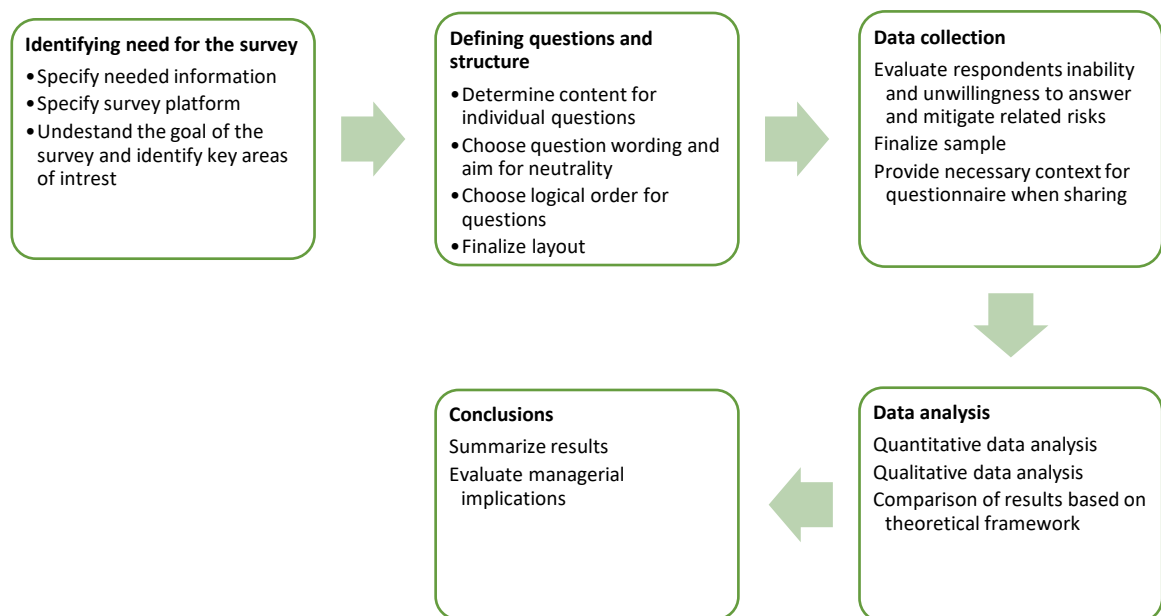 Identifying need for the survey
•Specify needed information
•Specify survey platform
•Undestand the goal of the
survey and identify key areas
of intrest
Defining questions and
structure
•Determine content for
individual questions
•Choose question wording and
aim for neutrality
•Choose logical order for
questions
•Finalize layout
Data collection
Evaluate respondents inability
and unwillingness to answer
and mitigate related risks
Finalize sample
Provide necessary context for
questionnaire when sharing
Data analysis
Quantitative data analysis
Qualitative data analysis
Comparison of results based on
theoretical framework
Conclusions
Summarize results
Evaluate managerial
implications